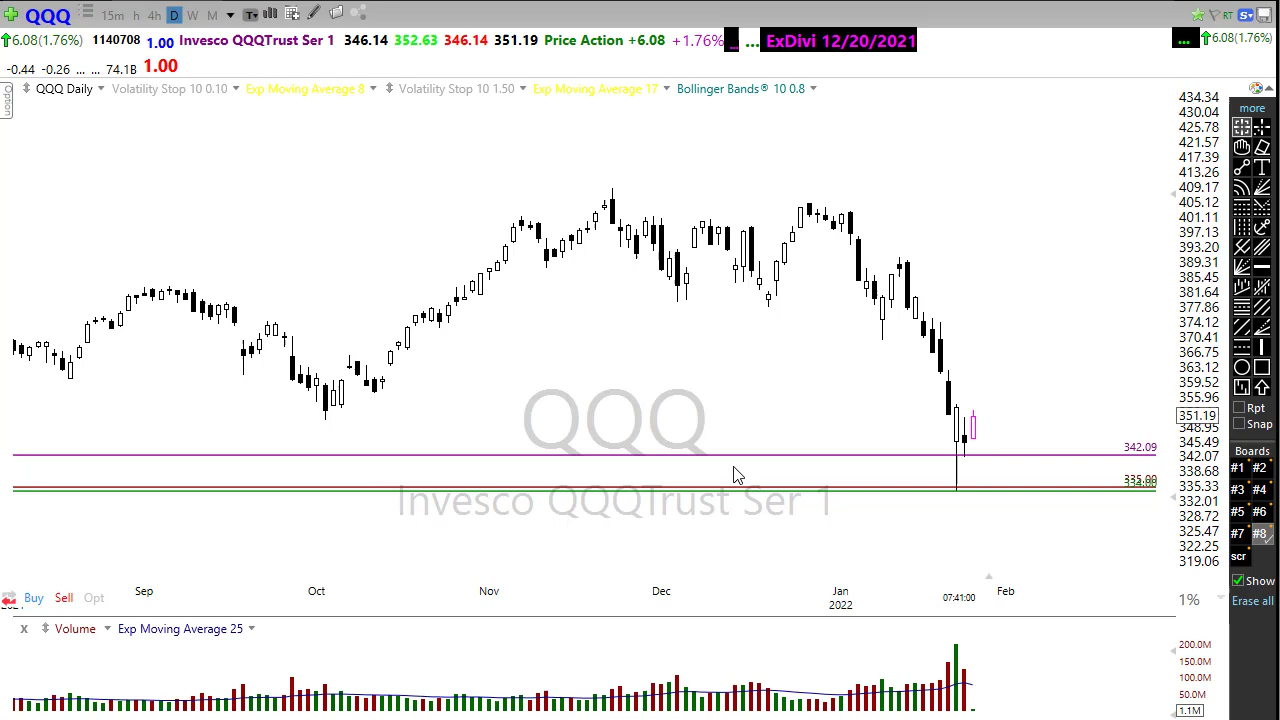 QQQ 15m h 4h D W M T RT S
6.08(1.76%) 1140708 1.00 Invesco QQQTrust Ser 1 346.14 352.63 346.14 351.19 Price Action +6.08 +1.76% ... ... ExDivi 12/20/2021 ... 6.08(1.76%)
-0.44 -0.26 ... ... 74.1B 1.00
Option
QQQ Daily Volatility Stop 10 0.10 Exp Moving Average 8 Volatility Stop 10 1.50 Exp Moving Average 17 Bollinger Bands® 10 0.8
434.34
430.04
425.78
421.57
417.39
413.26
409.17
405.12
401.11
397.13
393.20
389.31
385.45
381.64
377.86
374.12
370.41
366.75
363.12
359.52
355.96
351.19
348.95
345.49
342.07
338.68
335.33
332.01
328.72
325.47
322.25
319.06
more
T
Rpt
Snap
Boards
#1 #2
#3 #4
#5 #6
#7 #8
scr
Show
Erase all
QQQ
Invesco QQQTrust Ser 1
342.09
335.00
Sep Oct Nov Dec Jan Feb
2022
07:41:00
Buy Sell Opt
1%
x Volume Exp Moving Average 25
200.0M
150.0M
100.0M
50.0M
1.1M